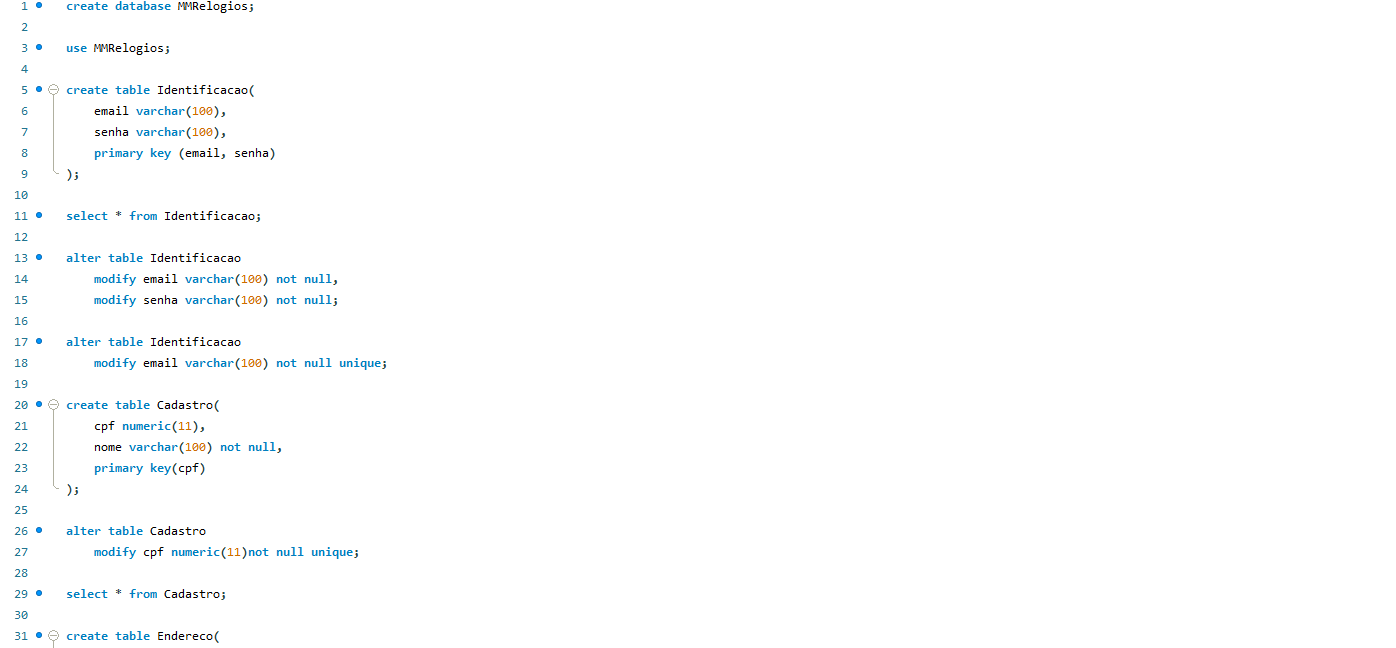 1 create database MMRelogios;
2
3 use MMRelogios;
4
5 create table Identificacao(
6 email varchar(100),
7 senha varchar(100),
8 primary key (email, senha)
9 );
10
11 select * from Identificacao;
12
13 alter table Identificacao
14 modify email varchar(100) not null,
15 modify senha varchar(100) not null;
16
17 alter table Identificacao
18 modify email varchar(100) not null unique;
19
20 create table Cadastro(
21 cpf numeric(11),
22 nome varchar(100) not null,
23 primary key(cpf)
24 );
25
26 alter table Cadastro
27 modify cpf numeric(11)not null unique;
28
29 select * from Cadastro;
30
31 create table Endereco(